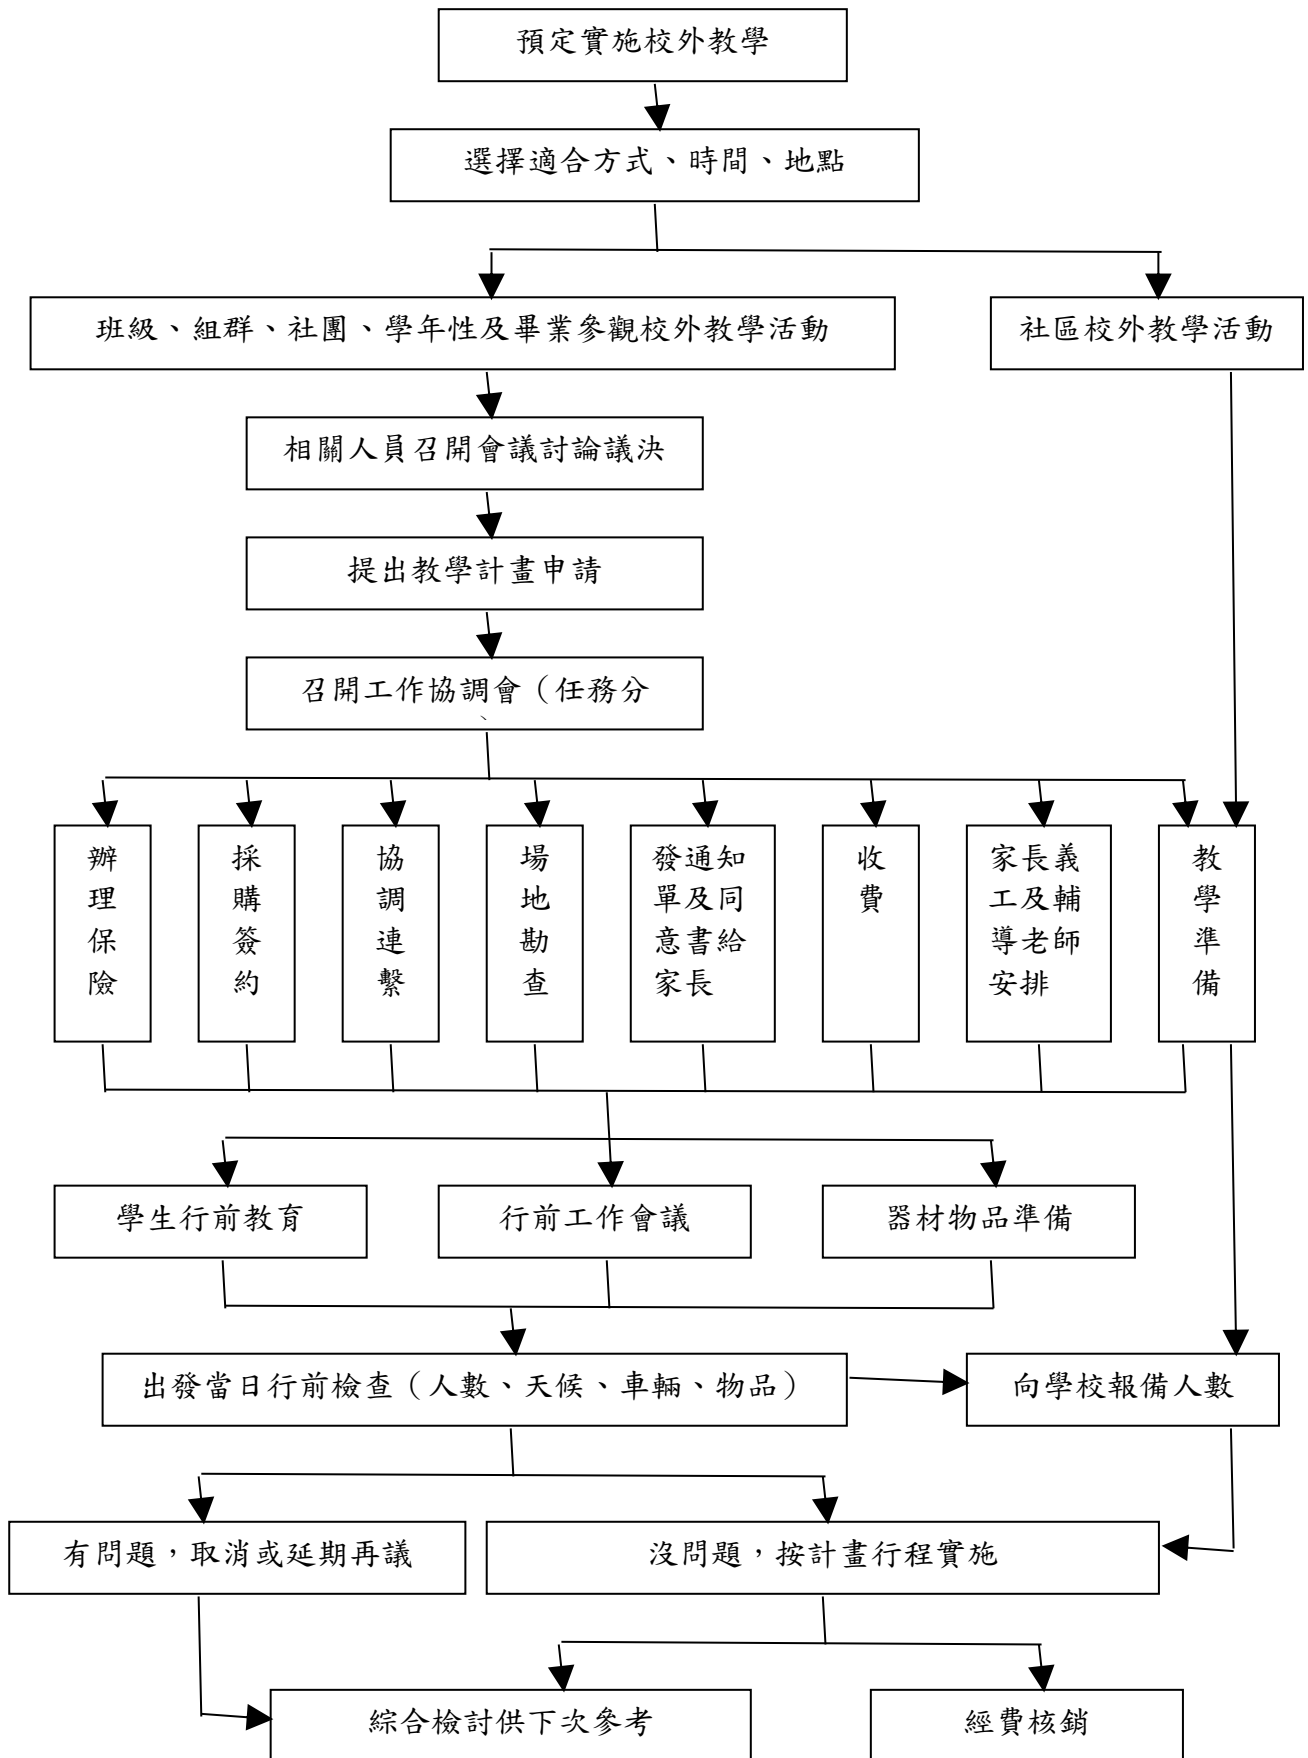 預定實施校外教學
選擇適合方式、時間、地點
班級、組群、社團、學年性及畢業參觀校外教學活動
社區校外教學活動
相關人員召開會議討論議決
提出教學計畫申請
召開工作協調會（任務分
辦理保險
採購簽約
協調連繫
場地勘查
發通知
單及同
意書給
家長
收費
家長義
工及輔
導老師
安排
教學準備
學生行前教育
行前工作會議
器材物品準備
出發當日行前檢查（人數、天候、車輛、物品）
向學校報備人數
有問題，取消或延期再議
沒問題，按計畫行程實施
綜合檢討供下次參考
經費核銷